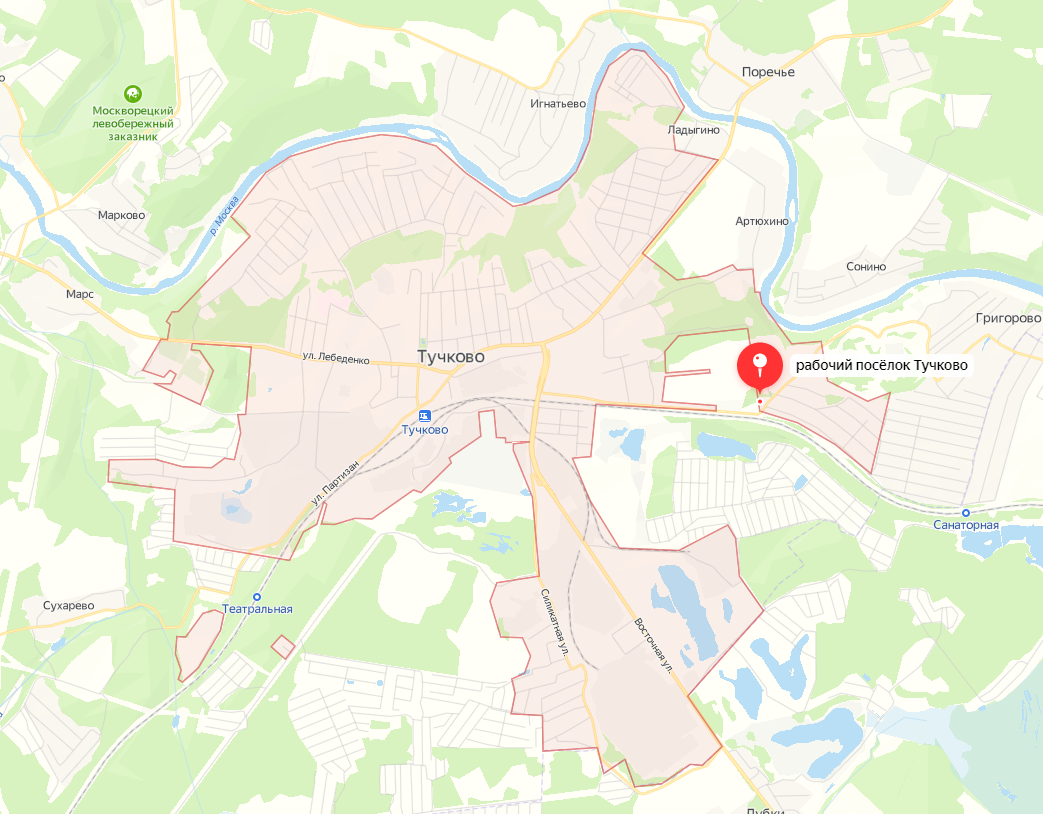 Поречье
Игнатьево
Москворецкий
левобережный
заказник
Ладыгино
р. Москва
Марково
Артюхино
Сонино
Марс
Григорово
ул. Лебеденко
Тучково
рабочий посёлок Тучково
Тучково
ул. Партизан
Санаторная
Сухарево
Театральная
Силикатная ул.
Восточная ул.